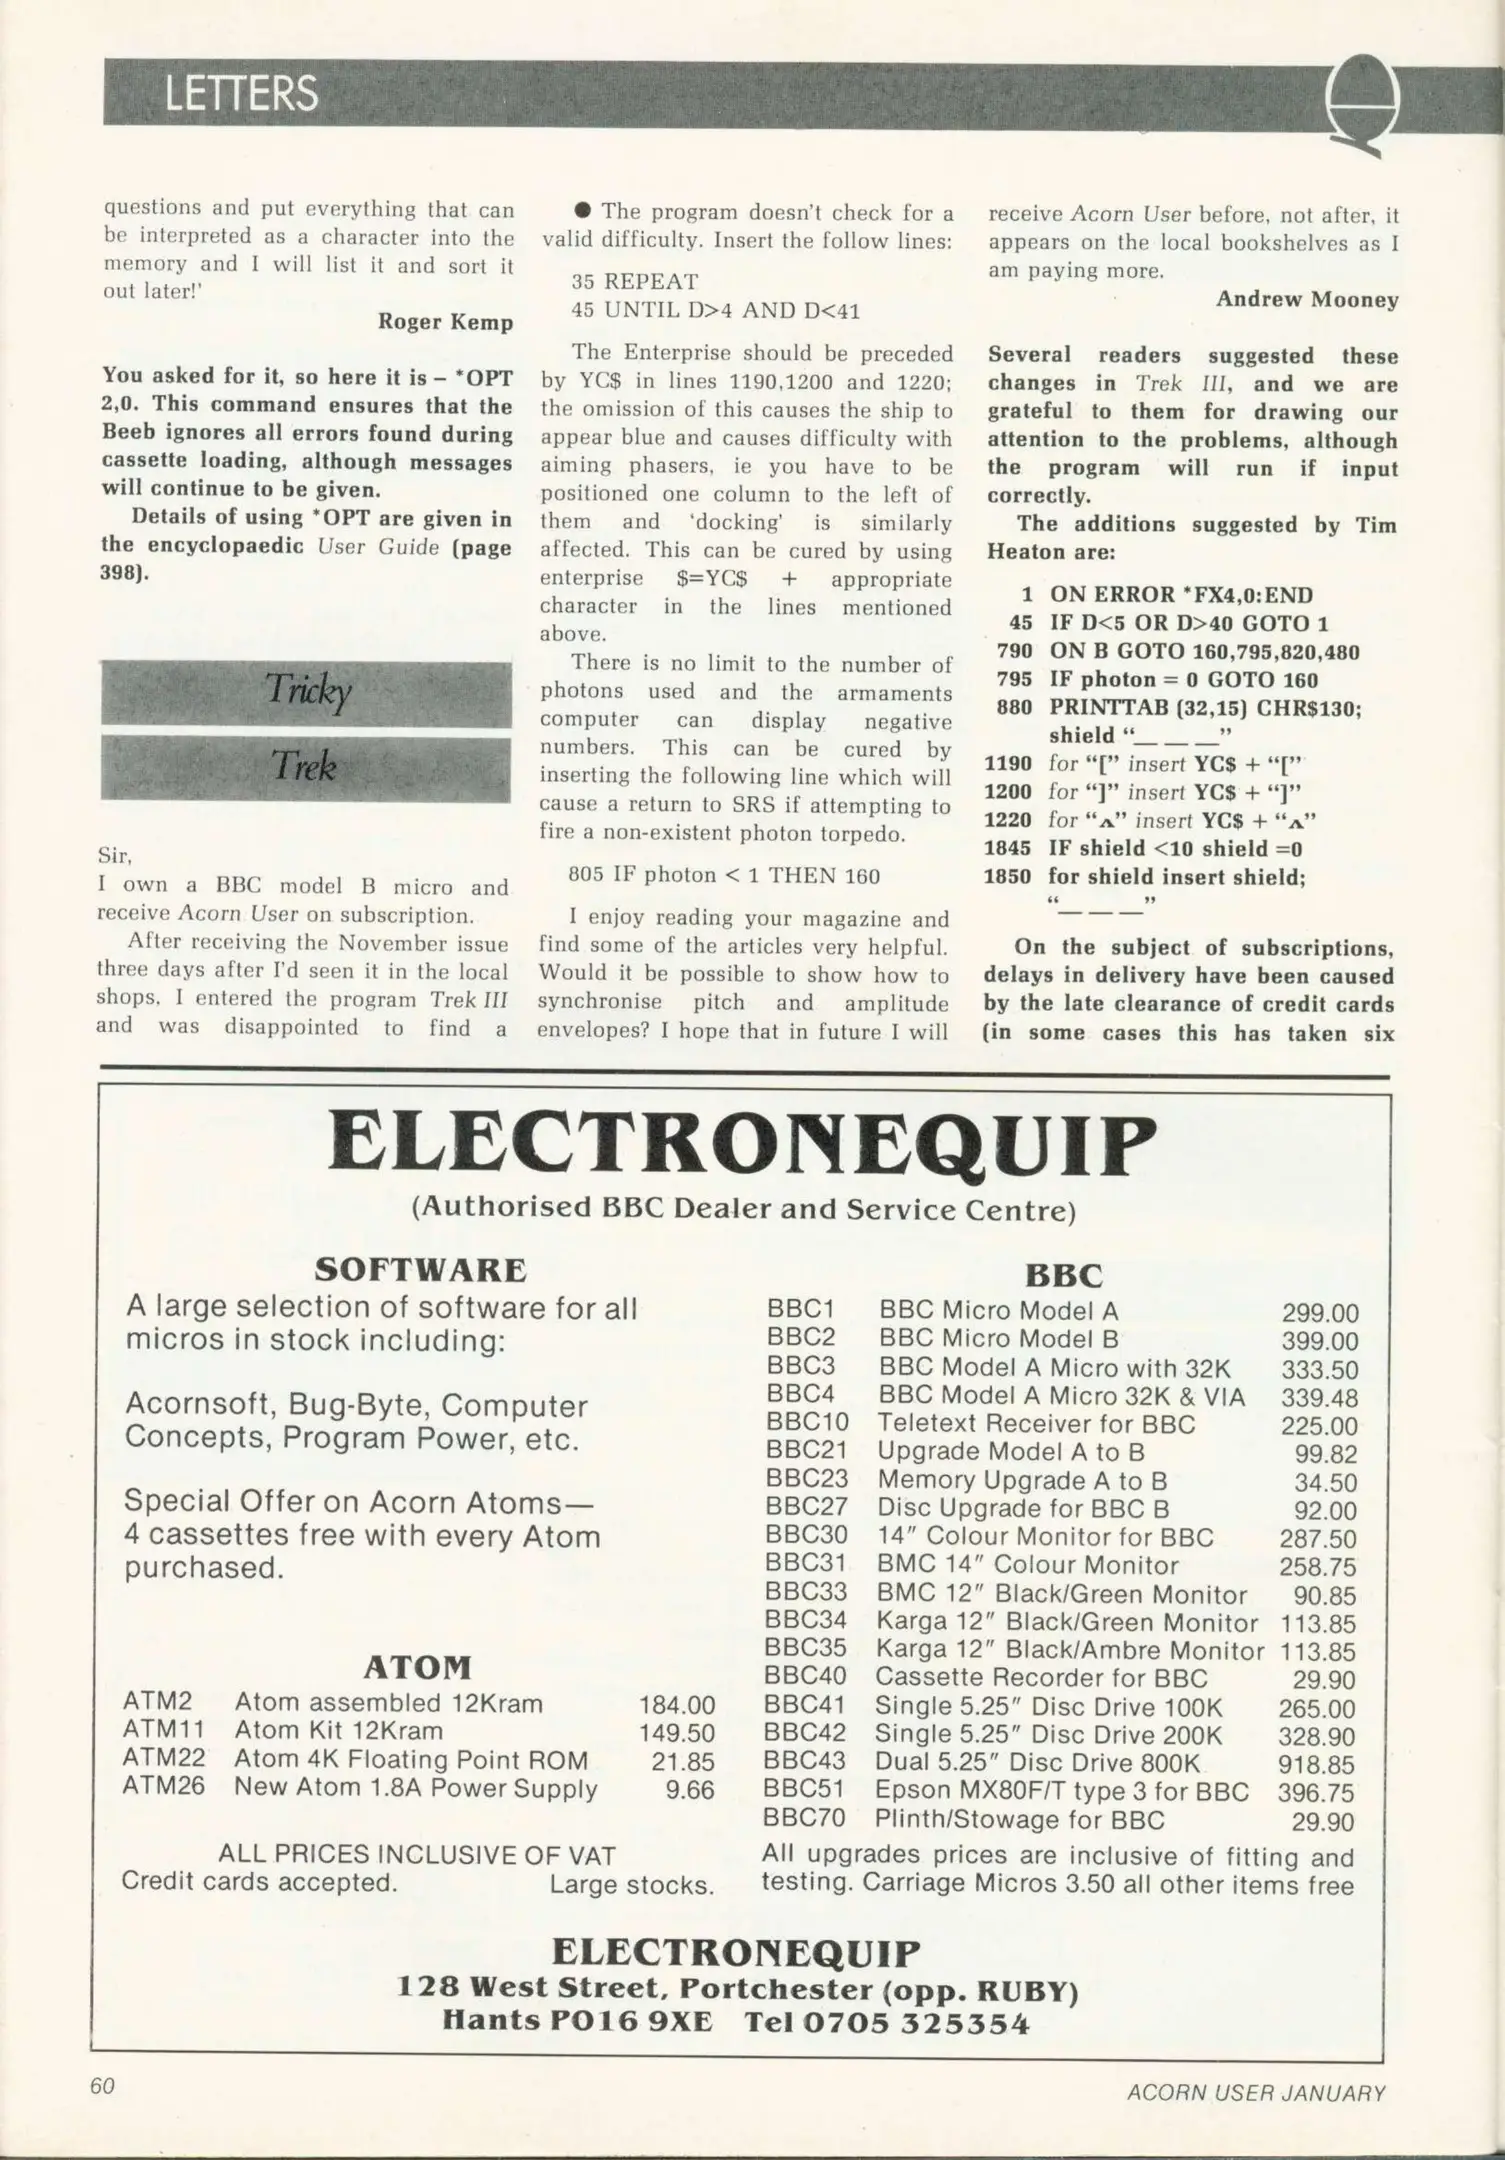 LETTERS
questions and put everything that can
be interpreted as a character into the
memory and I will list it and sort it
out later!'
Roger Kemp
You asked for it, so here it is – *OPT
2,0. This command ensures that the
Beeb ignores all errors found during
cassette loading, although messages
will continue to be given.
Details of using *OPT are given in
the encyclopaedic User Guide (page
398).
Tricky
Trek
Sir,
I own a BBC model B micro and
receive Acorn User on subscription.
After receiving the November issue
three days after I'd seen it in the local
shops, I entered the program Trek III
and was disappointed to find a
● The program doesn't check for a
valid difficulty. Insert the follow lines:
35 REPEAT
45 UNTIL D>4 AND D<41
The Enterprise should be preceded
by YC$ in lines 1190,1200 and 1220;
the omission of this causes the ship to
appear blue and causes difficulty with
aiming phasers, ie you have to be
positioned one column to the left of
them and 'docking' is similarly
affected. This can be cured by using
enterprise $=YC$ + appropriate
character in the lines mentioned
above.
There is no limit to the number of
photons used and the armaments
computer can display negative
numbers. This can be cured by
inserting the following line which will
cause a return to SRS if attempting to
fire a non-existent photon torpedo.
805 IF photon < 1 THEN 160
I enjoy reading your magazine and
find some of the articles very helpful.
Would it be possible to show how to
synchronise pitch and amplitude
envelopes? I hope that in future I will
receive Acorn User before, not after, it
appears on the local bookshelves as I
am paying more.
Andrew Mooney
Several readers suggested these
changes in Trek III, and we are
grateful to them for drawing our
attention to the problems, although
the program will run if input
correctly.
The additions suggested by Tim
Heaton are:
1 ON ERROR *FX4,0:END
45 IF D<5 OR D>40 GOTO 1
790 ON B GOTO 160,795,820,480
795 IF photon = 0 GOTO 160
880 PRINTTAB (32,15) CHR$130;
shield "_ _ _"
1190 for "[" insert YC$ + "["
1200 for "]" insert YC$ + "]"
1220 for "^" insert YC$ + "^"
1845 IF shield <10 shield =0
1850 for shield insert shield;
"_ _ _"
On the subject of subscriptions,
delays in delivery have been caused
by the late clearance of credit cards
(in some cases this has taken six
ELECTRONEQUIP
(Authorised BBC Dealer and Service Centre)
SOFTWARE
A large selection of software for all
micros in stock including:
Acornsoft, Bug-Byte, Computer
Concepts, Program Power, etc.
Special Offer on Acorn Atoms—
4 cassettes free with every Atom
purchased.
ATOM
ATM2 Atom assembled 12Kram 184.00
ATM11 Atom Kit 12Kram 149.50
ATM22 Atom 4K Floating Point ROM 21.85
ATM26 New Atom 1.8A Power Supply 9.66
ALL PRICES INCLUSIVE OF VAT
Credit cards accepted. Large stocks.
BBC
BBC1 BBC Micro Model A 299.00
BBC2 BBC Micro Model B 399.00
BBC3 BBC Model A Micro with 32K 333.50
BBC4 BBC Model A Micro 32K & VIA 339.48
BBC10 Teletext Receiver for BBC 225.00
BBC21 Upgrade Model A to B 99.82
BBC23 Memory Upgrade A to B 34.50
BBC27 Disc Upgrade for BBC B 92.00
BBC30 14" Colour Monitor for BBC 287.50
BBC31 BMC 14" Colour Monitor 258.75
BBC33 BMC 12" Black/Green Monitor 90.85
BBC34 Karga 12" Black/Green Monitor 113.85
BBC35 Karga 12" Black/Ambre Monitor 113.85
BBC40 Cassette Recorder for BBC 29.90
BBC41 Single 5.25" Disc Drive 100K 265.00
BBC42 Single 5.25" Disc Drive 200K 328.90
BBC43 Dual 5.25" Disc Drive 800K 918.85
BBC51 Epson MX80F/T type 3 for BBC 396.75
BBC70 Plinth/Stowage for BBC 29.90
All upgrades prices are inclusive of fitting and
testing. Carriage Micros 3.50 all other items free
ELECTRONEQUIP
128 West Street, Portchester (opp. RUBY)
Hants PO16 9XE Tel 0705 325354
60
ACORN USER JANUARY